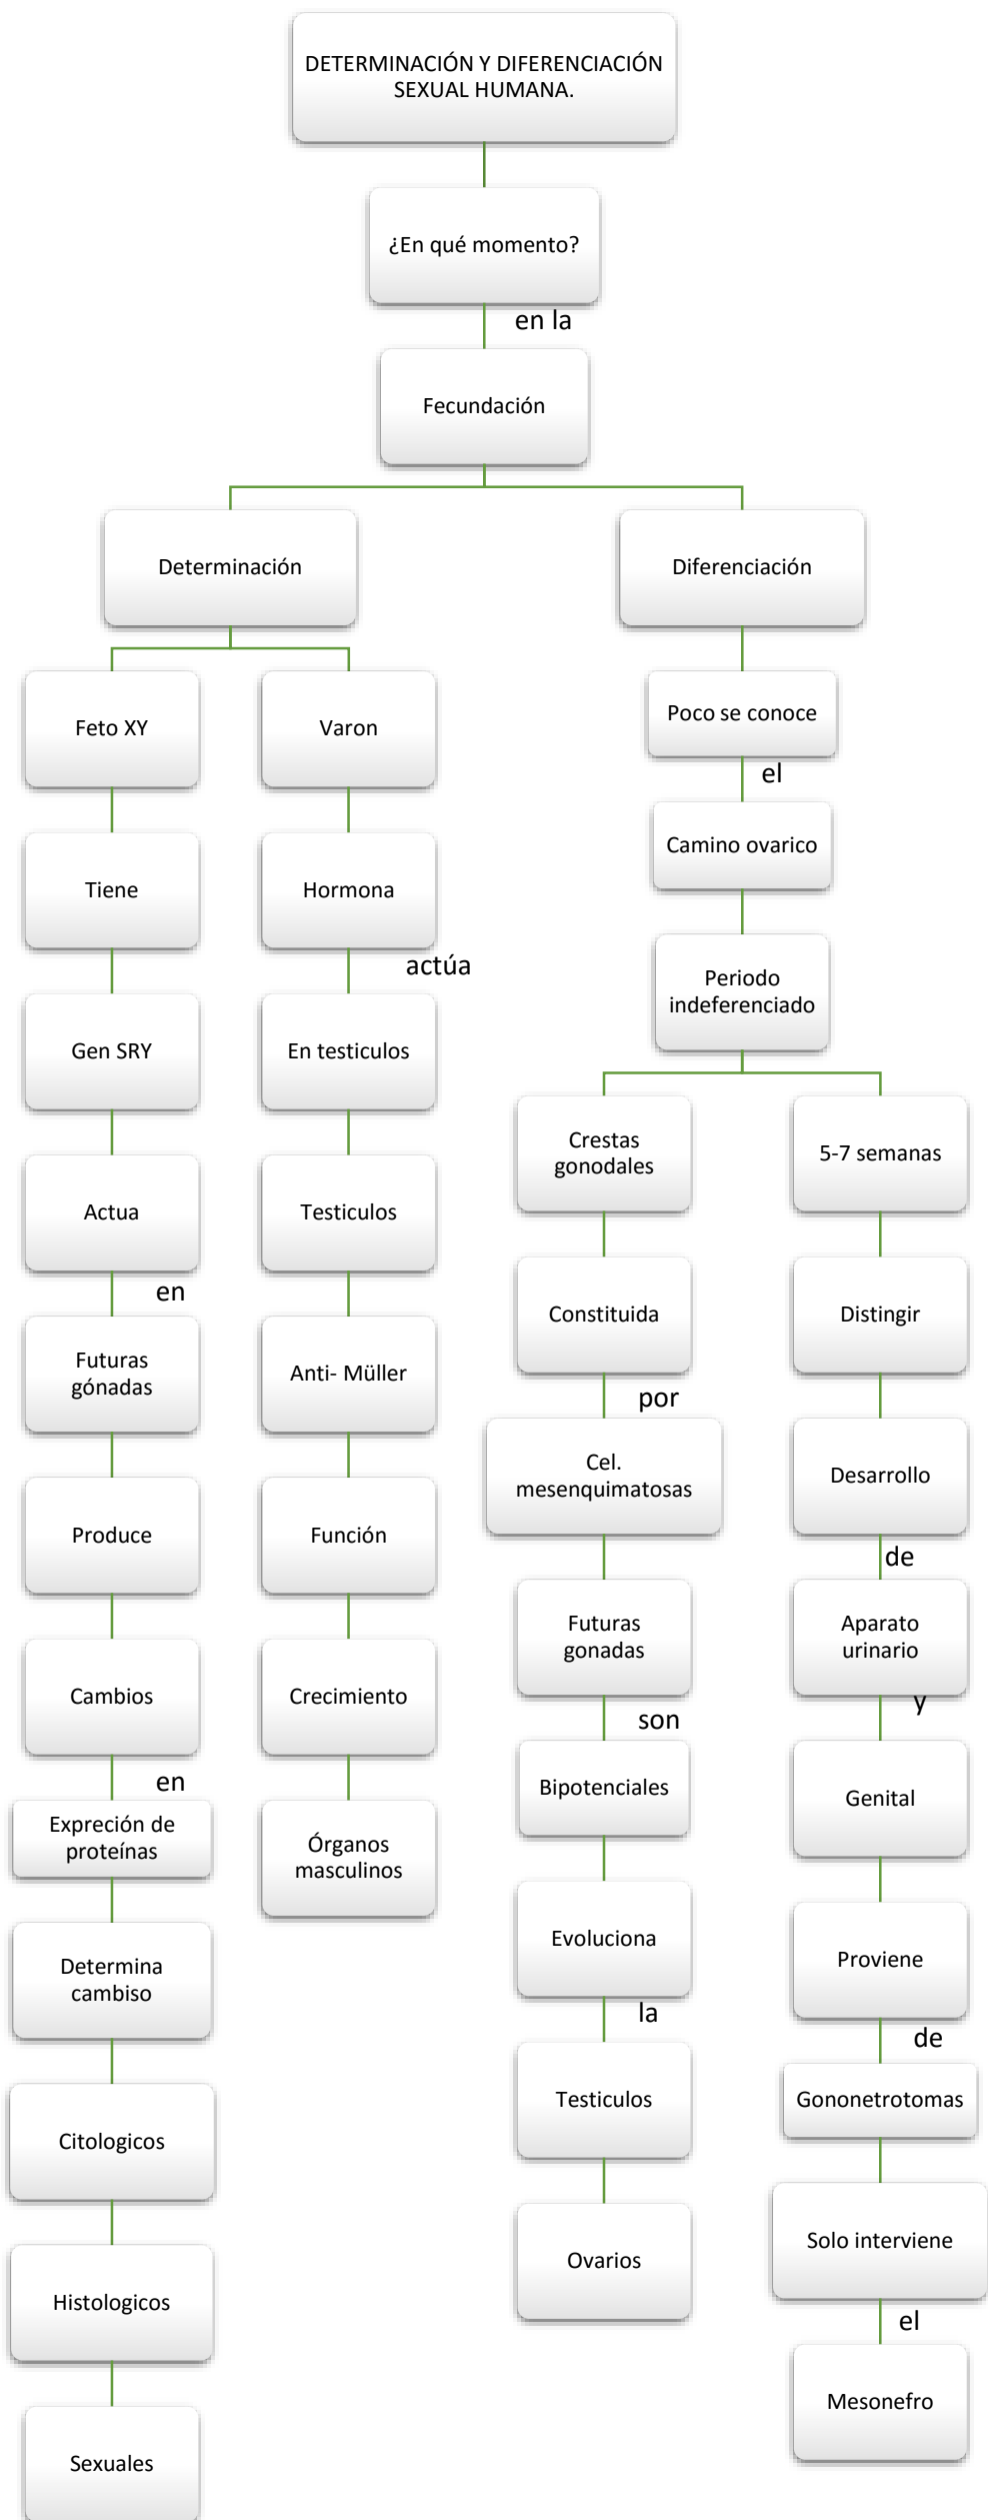 DETERMINACIÓN Y DIFERENCIACIÓN
SEXUAL HUMANA.
¿En qué momento?
en la
Fecundación
Determinación
Feto XY
Tiene
Gen SRY
Actua
en
Futuras
gónadas
Produce
Cambios
en
Expreción de
proteínas
Determina
cambiso
Citologicos
Histologicos
Sexuales
Varon
Hormona
actúa
En testiculos
Testiculos
Anti- Müller
Función
Crecimiento
Órganos
masculinos
Diferenciación
Poco se conoce
el
Camino ovarico
Periodo
indeferenciado
Crestas
gonodales
Constituida
por
Cel.
mesenquimatosas
Futuras
gonadas
son
Bipotenciales
Evoluciona
la
Testiculos
Ovarios
5-7 semanas
Distingir
Desarrollo
de
Aparato
urinario
y
Genital
Proviene
de
Gononetrotomas
Solo interviene
el
Mesonefro